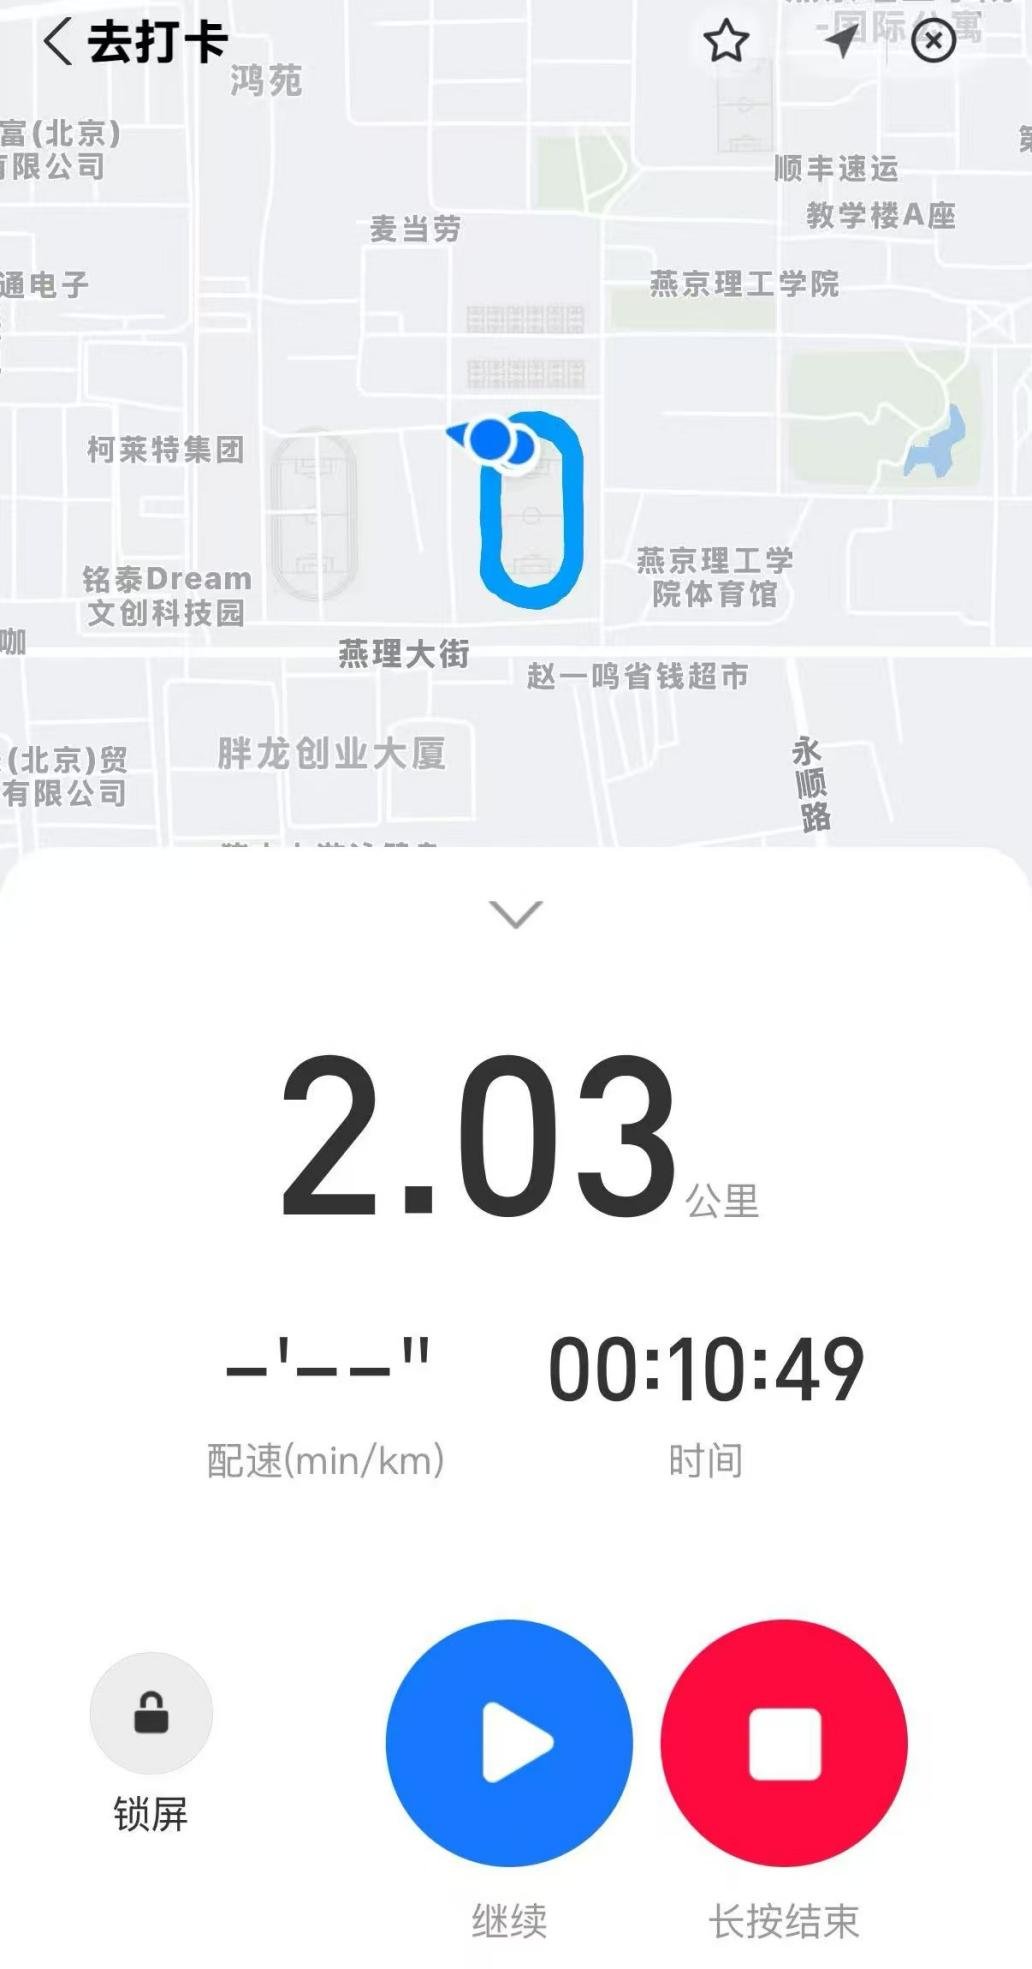 去打卡
-国际公寓
鸿苑
富(北京)
有限公司
顺丰速运
教学楼A座
麦当劳
通电子
燕京理工学院
柯莱特集团
铭泰Dream
文创科技园
燕京理工学
院体育馆
咖
燕理大街
赵一鸣省钱超市
胖龙创业大厦
(北京)贸
有限公司
永顺路
2.03公里
-'--"
00:10:49
配速(min/km)
时间
锁屏
继续
长按结束